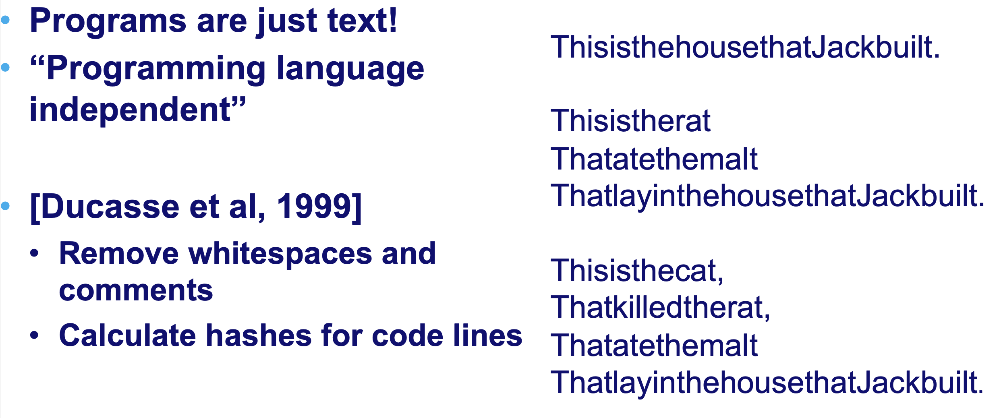 • Programs are just text!
• “Programming language
independent”
• [Ducasse et al, 1999]
• Remove whitespaces and
comments
• Calculate hashes for code lines
ThisisthehousethatJackbuilt.
Thisistherat
Thatatethemalt
ThatlayinthehousethatJackbuilt.
Thisisthecat,
Thatkilledtherat,
Thatatethemalt
ThatlayinthehousethatJackbuilt.